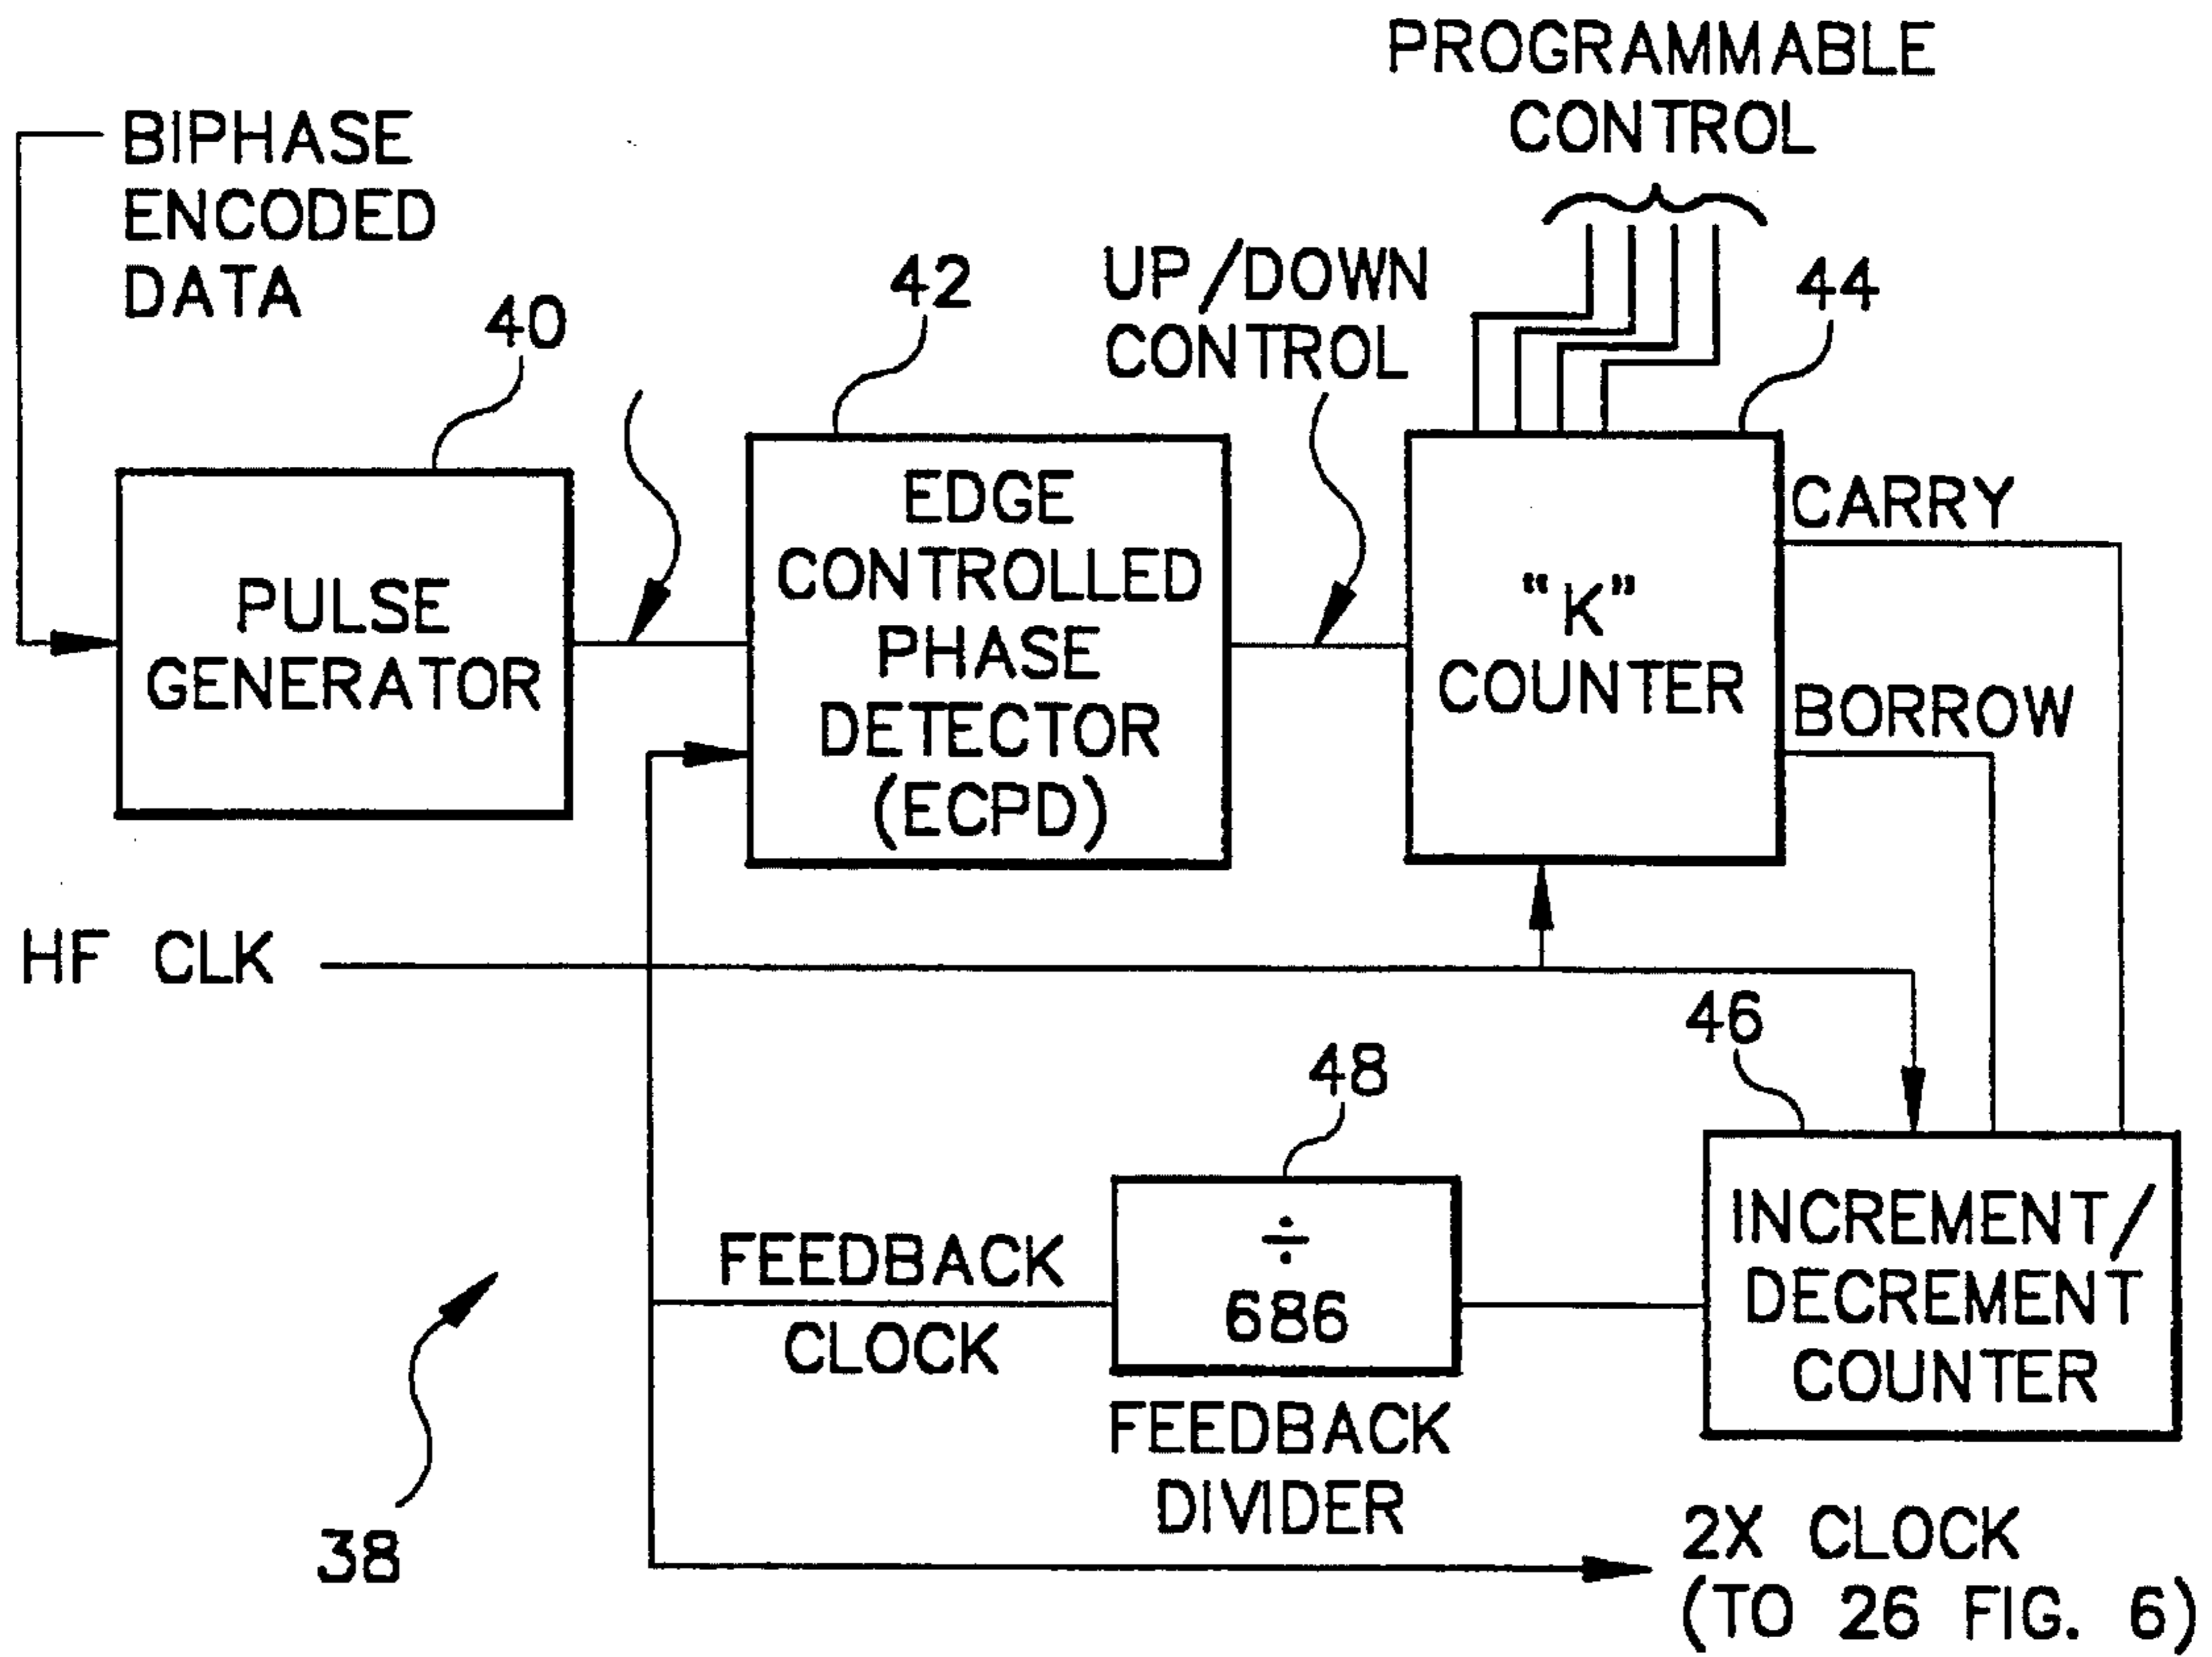 PROGRAMMABLE
CONTROL
BIPHASE
ENCODED
DATA
40
42
UP/DOWN
CONTROL
44
PULSE
GENERATOR
EDGE
CONTROLLED
PHASE
DETECTOR
(ECPD)
"K"
COUNTER
CARRY
BORROW
HF CLK
46
48
INCREMENT/
DECREMENT
COUNTER
÷
686
FEEDBACK
CLOCK
FEEDBACK
DIVIDER
38
2X CLOCK
(TO 26 FIG. 6)